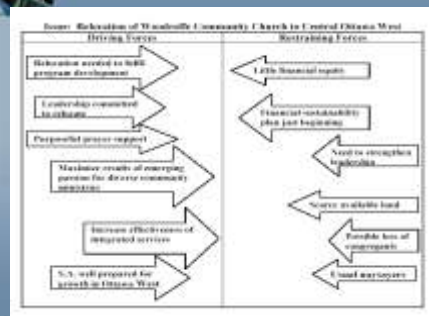 Issue: Relocation of Woodroffe Community Church to Central Ottawa West
Driving Forces
Restraining Forces
Relocation needed to fulfil
program development
Leadership committed
to relocate
Purposeful prayer support
Maximize results of emerging
passion for diverse community
ministries
Increase effectiveness of
integrated services
S.A. well prepared for
growth in Ottawa West
Little financial equity
Financial-sustainability
plan just beginning
Need to strengthen
leadership
Scarce available land
Possible loss of
congregants
Usual naysayers